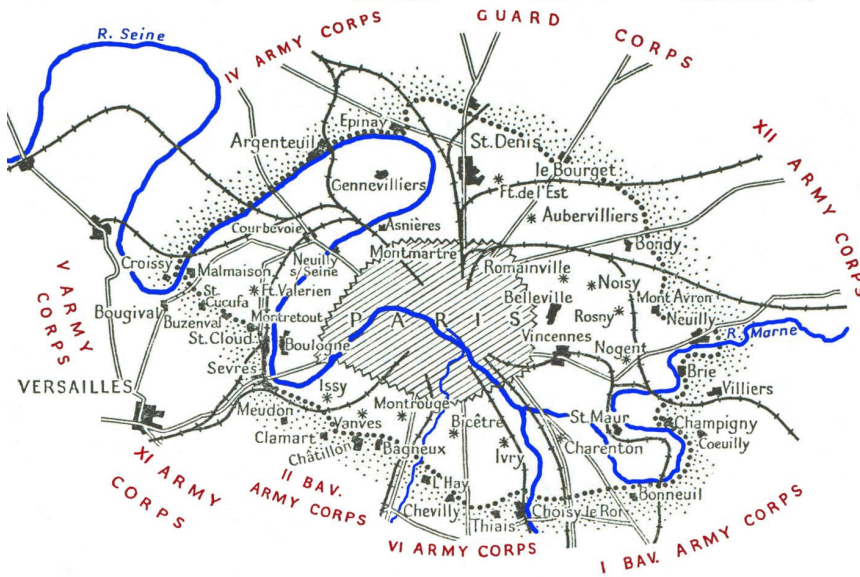 R. Seine
IV ARMY CORPS
GUARD CORPS
XII ARMY CORPS
V ARMY CORPS
XI ARMY CORPS
II BAV. ARMY CORPS
VI ARMY CORPS
I BAV. ARMY CORPS
Epinay
Argenteuil
St. Denis
le Bourget
Gennevilliers
Ft. de l'Est
Aubervilliers
Courbevoie
Asnières
Bondy
Montmartre
Croissy
Malmaison
Neuilly
s/Seine
Romainville
Noisy
St.
Cucufa
Ft. Valerien
Belleville
Mont Avron
Bougival
Buzenval
Montretout
PARIS
Rosny
Neuilly
R. Marne
St. Cloud
Boulogne
Vincennes
Nogent
Sevres
Brie
VERSAILLES
Issy
Villiers
Meudon
Montrouge
Bicêtre
St. Maur
Champigny
Clamart
Vanves
Coeuilly
Châtillon
Bagneux
Ivry
Charenton
L'Hay
Bonneuil
Chevilly
Choisy le Roi
Thiais